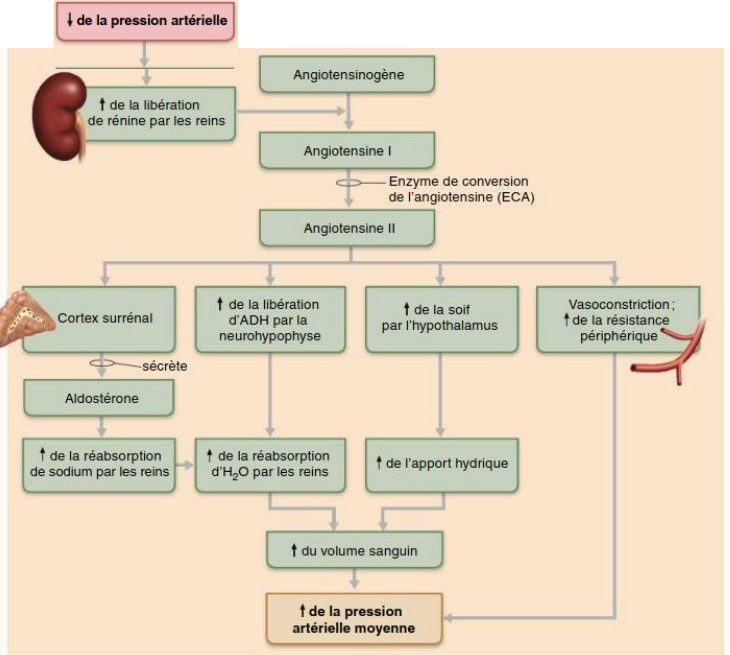 ↓ de la pression artérielle
Angiotensinogène
↑ de la libération
de rénine par les reins
Angiotensine I
Enzyme de conversion
de l'angiotensine (ECA)
Angiotensine II
Cortex surrénal
↑ de la libération
d'ADH par la
neurohypophyse
↑ de la soif
par l'hypothalamus
Vasoconstriction ;
↑ de la résistance
périphérique
sécrète
Aldostérone
↑ de la réabsorption
de sodium par les reins
↑ de la réabsorption
d'H₂O par les reins
↑ de l'apport hydrique
↑ du volume sanguin
↑ de la pression
artérielle moyenne